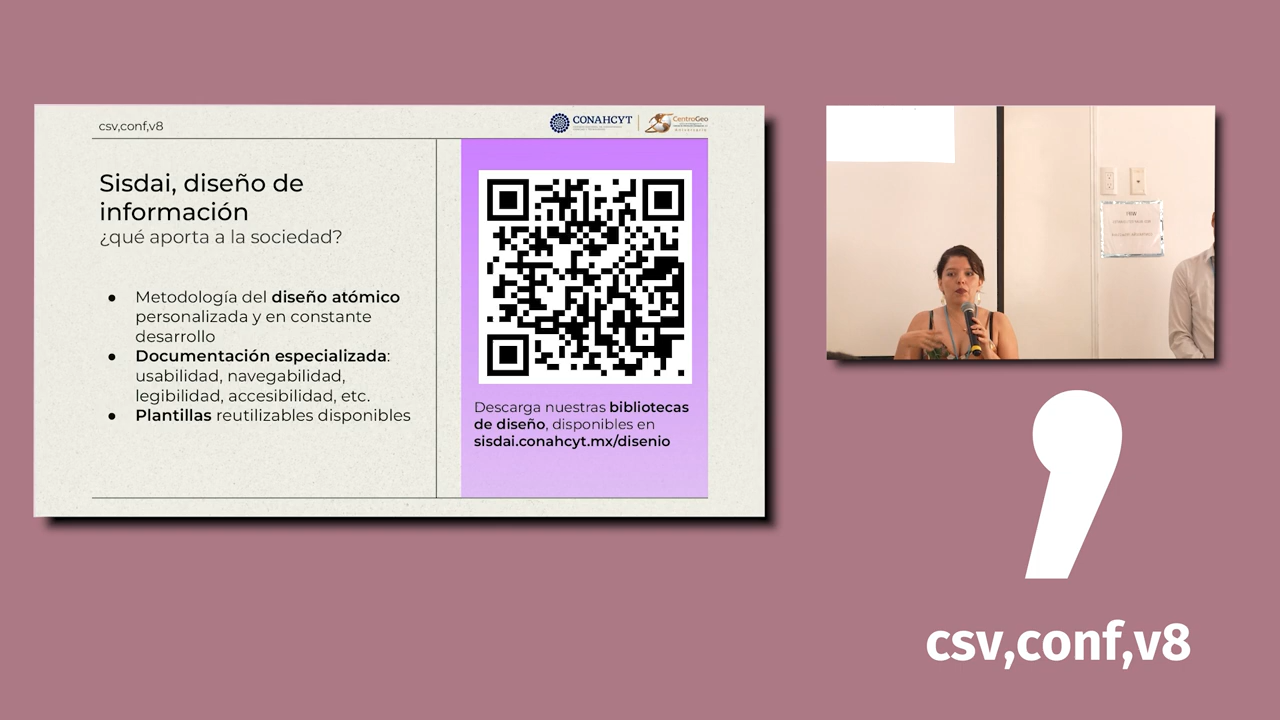 csv,conf,v8
CONAHCYT
CentroGeo
Sisdai, diseño de
información
¿qué aporta a la sociedad?
● Metodología del diseño atómico
personalizada y en constante
desarrollo
● Documentación especializada:
usabilidad, navegabilidad,
legibilidad, accesibilidad, etc.
● Plantillas reutilizables disponibles
Descarga nuestras bibliotecas
de diseño, disponibles en
sisdai.conahcyt.mx/disenio
,
csv,conf,v8